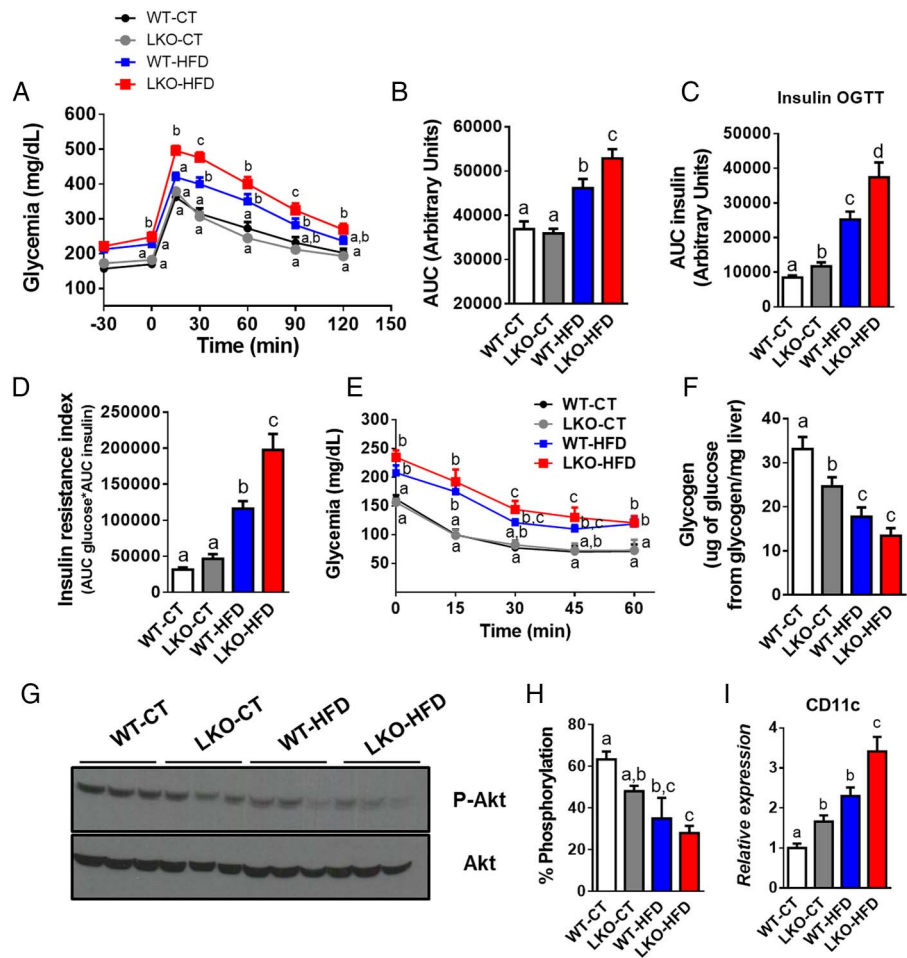 WT-CT
LKO-CT
WT-HFD
LKO-HFD
A
Glycemia (mg/dL)
600
500
400
300
200
100
b
c
b
c
b
b
a
b
b
b
a,b
a,b
a
a
a
a
a
a
a
a
a
a
a
-30
0
30
60
90
120
150
Time (min)
B
AUC (Arbitrary Units)
60000
50000
40000
30000
20000
a
a
b
c
WT-CT
LKO-CT
WT-HFD
LKO-HFD
C
Insulin OGTT
AUC insulin
(Arbitrary Units)
50000
40000
30000
20000
10000
0
a
b
c
d
WT-CT
LKO-CT
WT-HFD
LKO-HFD
D
Insulin resistance index
(AUC glucose*AUC insulin)
250000
200000
150000
100000
50000
0
a
a
b
c
WT-CT
LKO-CT
WT-HFD
LKO-HFD
E
WT-CT
LKO-CT
WT-HFD
LKO-HFD
Glycemia (mg/dL)
300
250
200
150
100
50
b
b
b
b
c
c
b
b
b,c
b,c
a
a
a
a,b
a,b
a
a
a
a
a
a
0
15
30
45
60
Time (min)
F
Glycogen
(ug of glucose
from glycogen/mg liver)
40
30
20
10
0
a
b
c
c
WT-CT
LKO-CT
WT-HFD
LKO-HFD
G
WT-CT
LKO-CT
WT-HFD
LKO-HFD
P-Akt
Akt
H
% Phosphorylation
80
60
40
20
0
a
a,b
b,c
c
WT-CT
LKO-CT
WT-HFD
LKO-HFD
I
CD11c
Relative expression
4
3
2
1
0
a
b
b
c
WT-CT
LKO-CT
WT-HFD
LKO-HFD